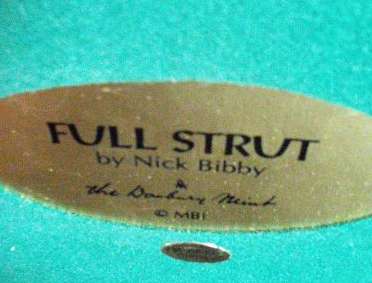 FULL STRUT
by Nick Bibby
The Danbury Mint
© MBI